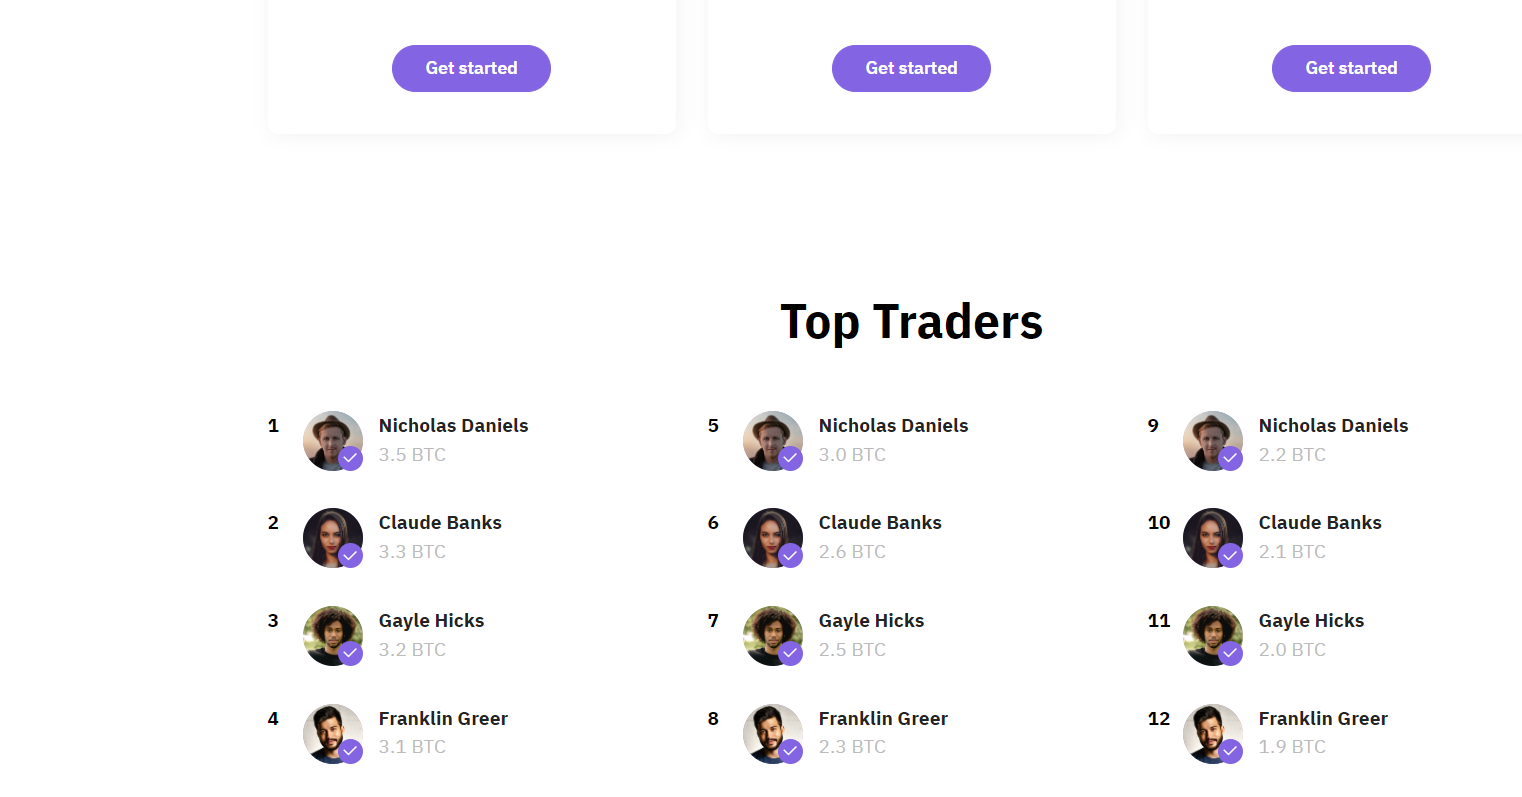 Get started
Get started
Get started
Top Traders
1 Nicholas Daniels
3.5 BTC
2 Claude Banks
3.3 BTC
3 Gayle Hicks
3.2 BTC
4 Franklin Greer
3.1 BTC
5 Nicholas Daniels
3.0 BTC
6 Claude Banks
2.6 BTC
7 Gayle Hicks
2.5 BTC
8 Franklin Greer
2.3 BTC
9 Nicholas Daniels
2.2 BTC
10 Claude Banks
2.1 BTC
11 Gayle Hicks
2.0 BTC
12 Franklin Greer
1.9 BTC